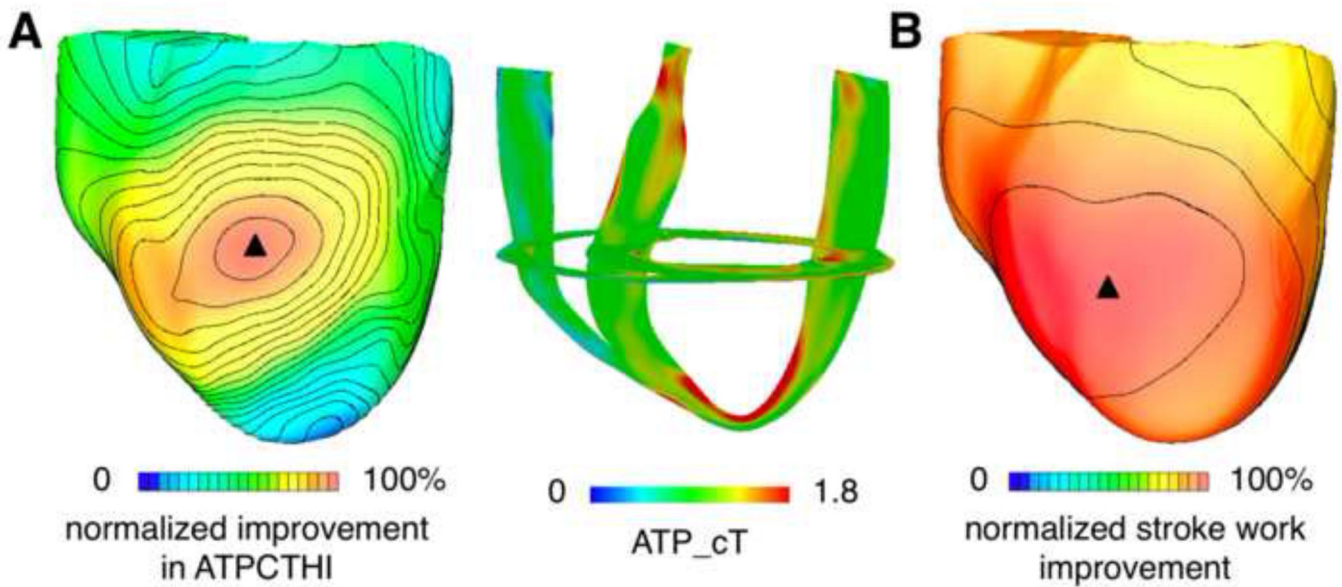 A
B
0 100%
normalized improvement
in ATPCTHI
0 1.8
ATP_cT
0 100%
normalized stroke work
improvement